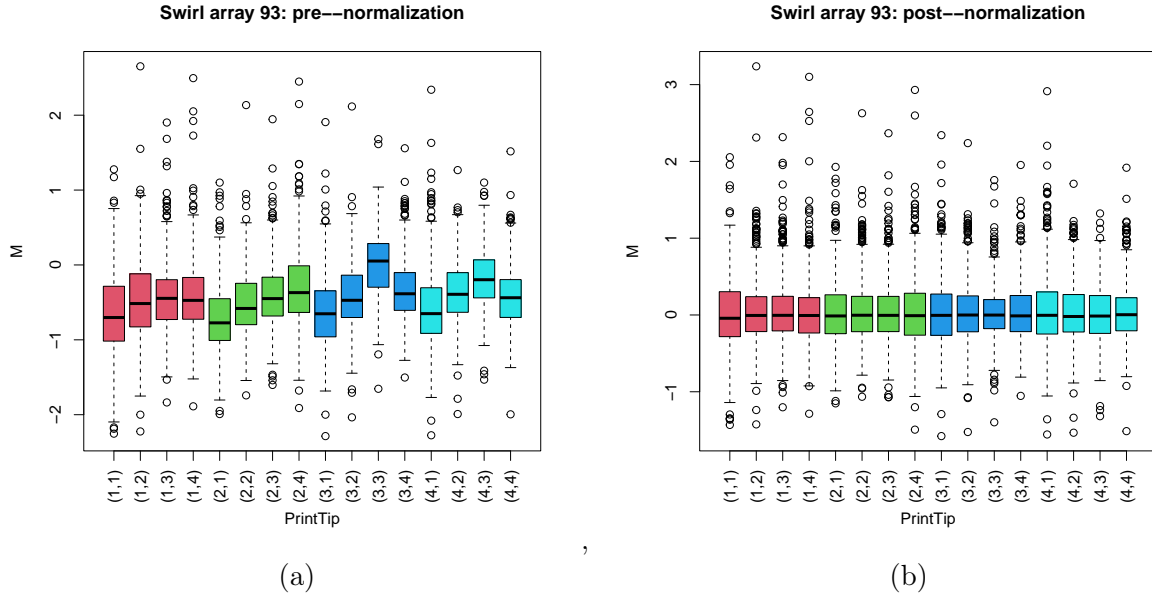 Swirl array 93: pre−−normalization
M
2
1
0
−1
−2
(1,1) (1,2) (1,3) (1,4) (2,1) (2,2) (2,3) (2,4) (3,1) (3,2) (3,3) (3,4) (4,1) (4,2) (4,3) (4,4)
PrintTip
,
(a)
Swirl array 93: post−−normalization
M
3
2
1
0
−1
(1,1) (1,2) (1,3) (1,4) (2,1) (2,2) (2,3) (2,4) (3,1) (3,2) (3,3) (3,4) (4,1) (4,2) (4,3) (4,4)
PrintTip
(b)